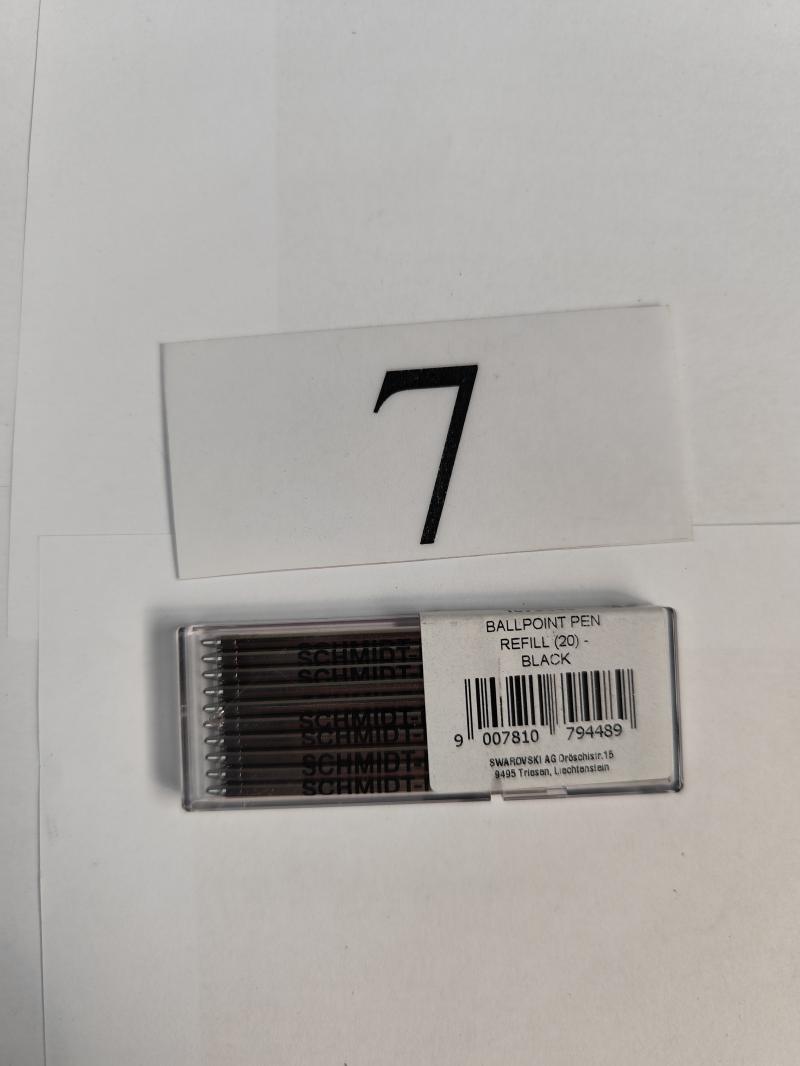 7
SCHMIDT-
SCHMIDT-
SCHMIDT-
SCHMIDT-
SCHMIDT-
SCHMIDT-
BALLPOINT PEN
REFILL (20) -
BLACK
9 007810 794489
SWAROVSKI AG Dröschistr.15
9495 Triesen, Liechtenstein